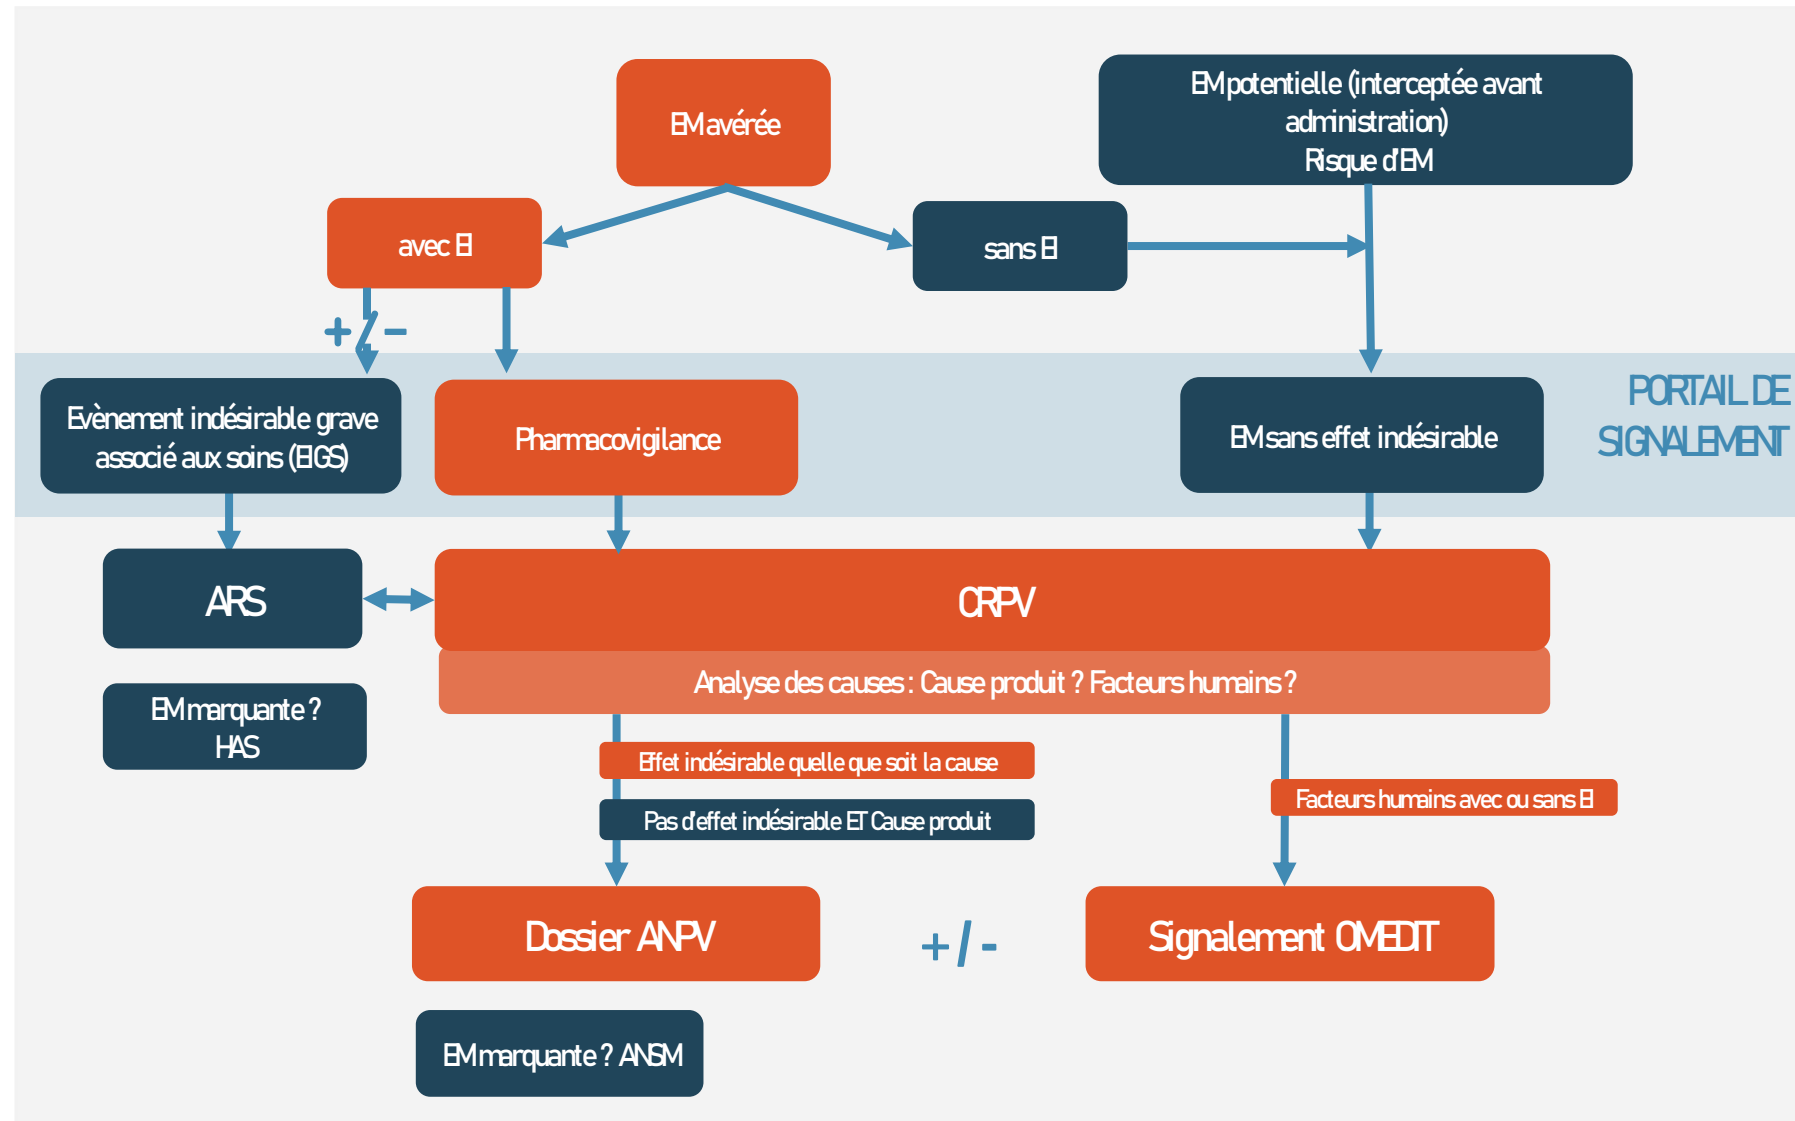 EM avérée
EM potentielle (interceptée avant
administration)
Risque d'EM
avec EI
sans EI
+/-
PORTAIL DE
SIGNALEMENT
Evènement indésirable grave
associé aux soins (EIGS)
Pharmacovigilance
EM sans effet indésirable
ARS
CRPV
Analyse des causes : Cause produit ? Facteurs humains ?
EM marquante ?
HAS
Effet indésirable quelle que soit la cause
Pas d'effet indésirable ET Cause produit
Facteurs humains avec ou sans EI
Dossier ANPV
+/-
Signalement OMEDIT
EM marquante ? ANSM